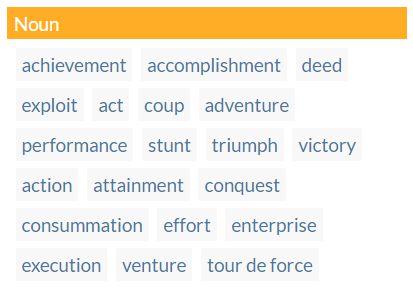 Noun
achievement accomplishment deed
exploit act coup adventure
performance stunt triumph victory
action attainment conquest
consummation effort enterprise
execution venture tour de force